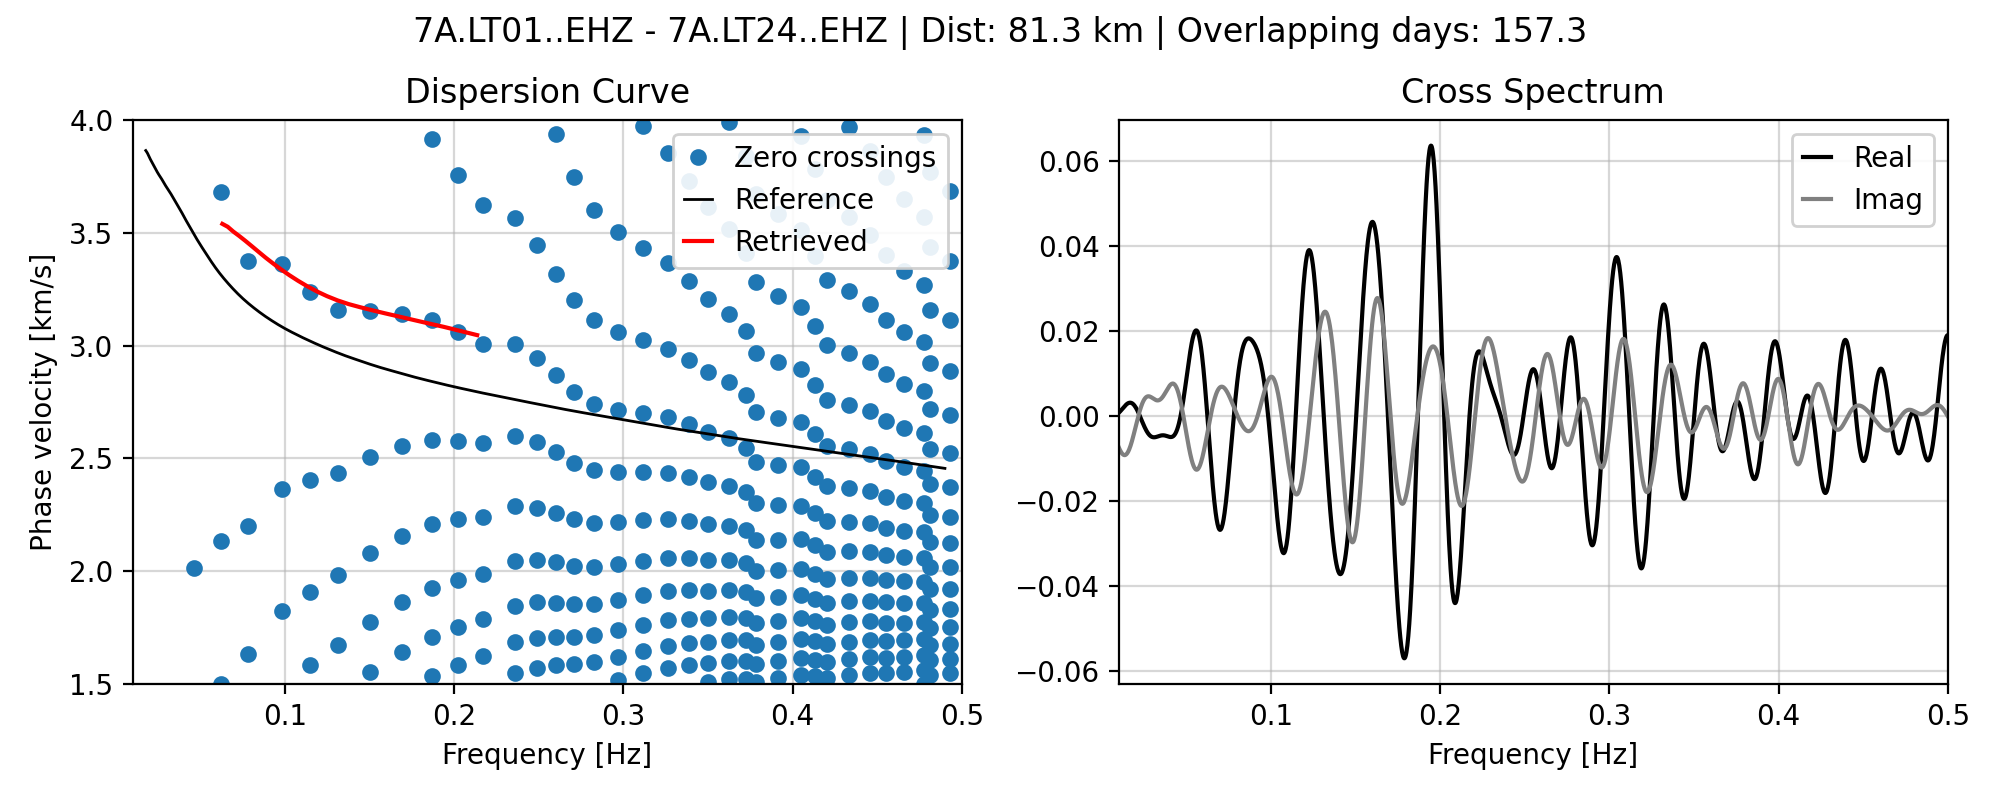 7A.LT01..EHZ - 7A.LT24..EHZ | Dist: 81.3 km | Overlapping days: 157.3
Dispersion Curve
Cross Spectrum
4.0
3.5
3.0
2.5
2.0
1.5
Phase velocity [km/s]
Zero crossings
Reference
Retrieved
0.1
0.2
0.3
0.4
0.5
Frequency [Hz]
0.06
0.04
0.02
0.00
−0.02
−0.04
−0.06
Real
Imag
0.1
0.2
0.3
0.4
0.5
Frequency [Hz]